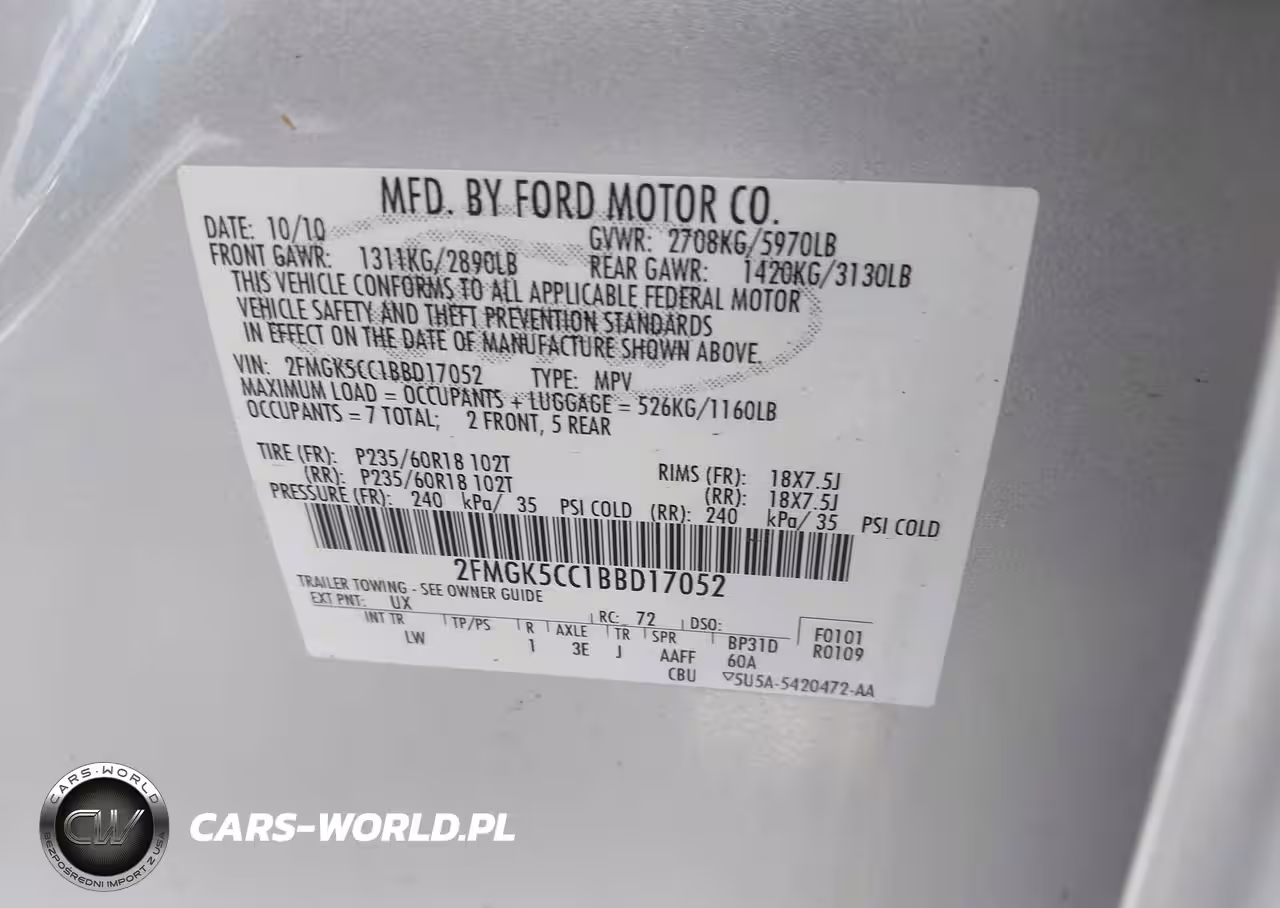 MFD. BY FORD MOTOR CO.
DATE: 10/10 GVWR: 2708KG/5970LB
FRONT GAWR: 1311KG/2890LB REAR GAWR: 1420KG/3130LB
THIS VEHICLE CONFORMS TO ALL APPLICABLE FEDERAL MOTOR
VEHICLE SAFETY AND THEFT PREVENTION STANDARDS
IN EFFECT ON THE DATE OF MANUFACTURE SHOWN ABOVE.
VIN: 2FMGK5CC1BBD17052 TYPE: MPV
MAXIMUM LOAD = OCCUPANTS + LUGGAGE = 526KG/1160LB
OCCUPANTS = 7 TOTAL; 2 FRONT, 5 REAR
TIRE (FR): P235/60R18 102T RIMS (FR): 18X7.5J
(RR): P235/60R18 102T (RR): 18X7.5J
PRESSURE (FR): 240 kPa/ 35 PSI COLD (RR): 240 kPa/ 35 PSI COLD
2FMGK5CC1BBD17052
TRAILER TOWING - SEE OWNER GUIDE
EXT PNT: UX RC: 72 DSO:
INT TR TP/PS R AXLE TR SPR BP31D F0101
LW 1 3E J AAFF 60A R0109
CBU ▽5U5A-5420472-AA
CARS-WORLD
CW
BEZPOŚREDNI IMPORT Z USA
CARS-WORLD.PL